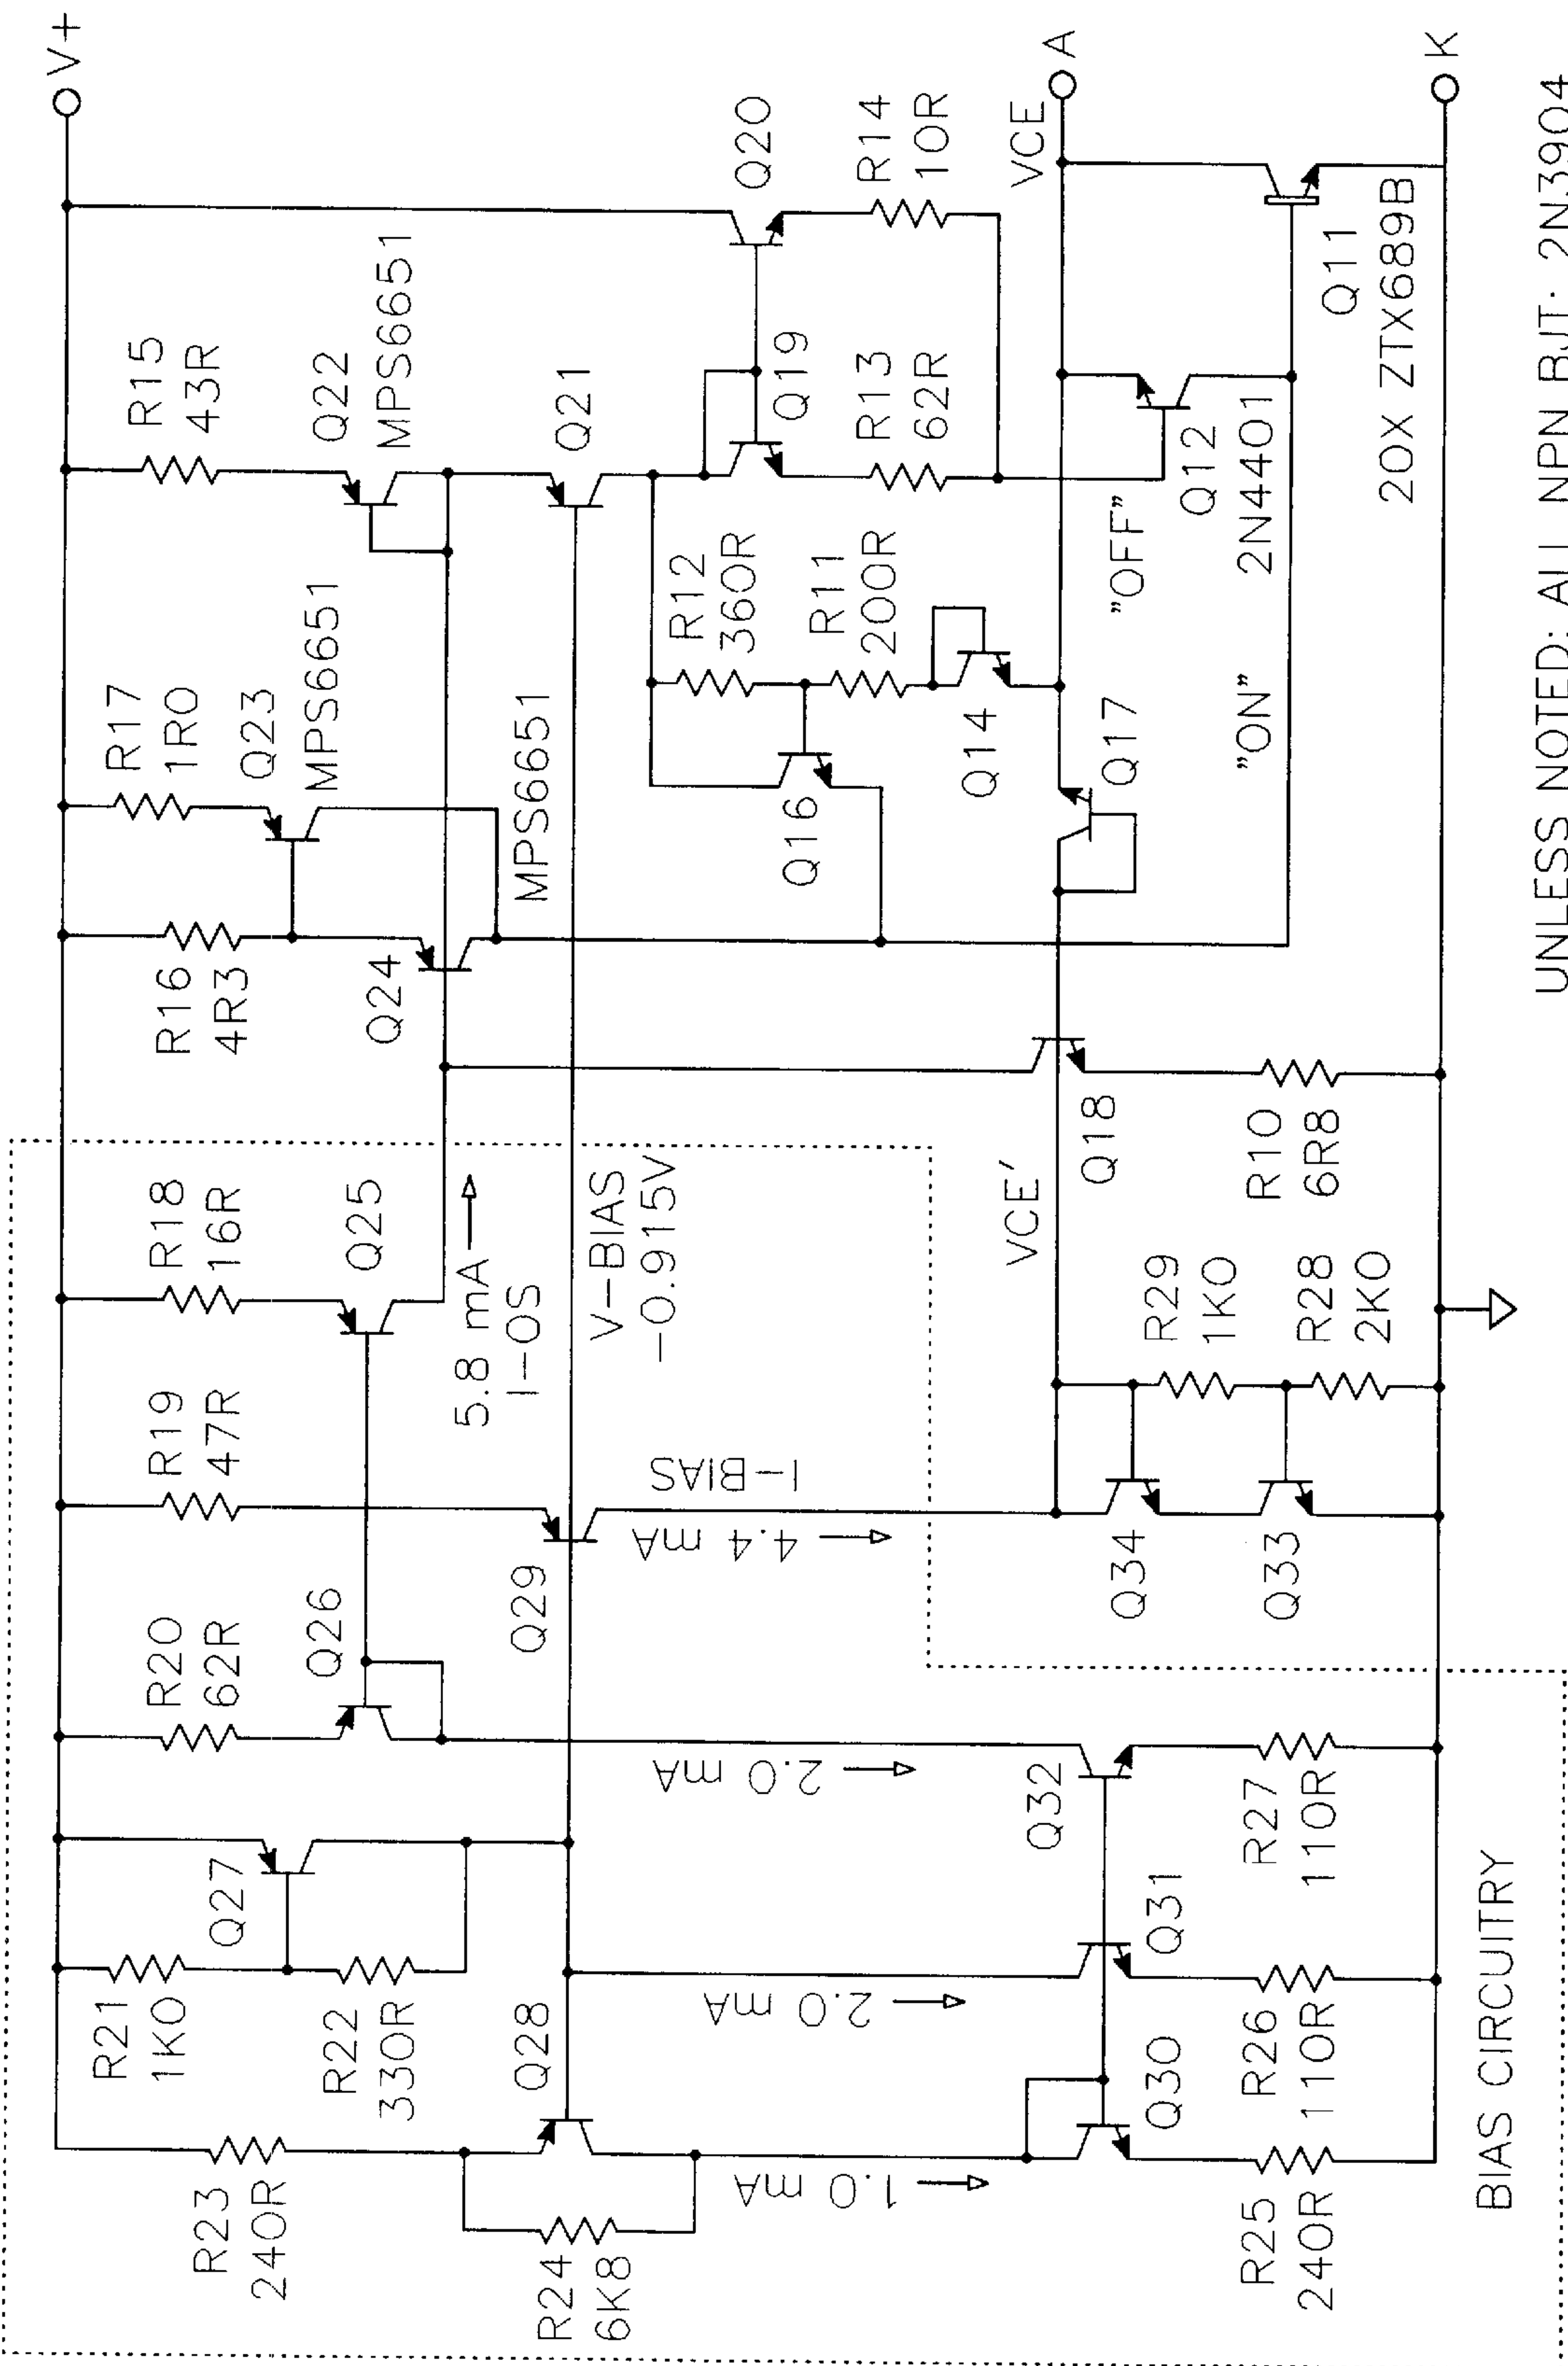 V+
R15
43R
Q22
MPS6651
R17
1R0
Q23
MPS6651
R16
4R3
Q24
R18
16R
Q25
R19
47R
R20
62R
Q26
R21
1K0
Q27
R22
330R
R23
240R
Q28
R24
6K8
Q29
5.8 mA
I-OS
V-BIAS
-0.915V
I-BIAS
4.4 mA
2.0 mA
2.0 mA
1.0 mA
MPS6651
Q21
Q20
R14
10R
Q19
R13
62R
R12
360R
R11
200R
Q14
Q16
Q17
VCE
A
"OFF"
Q12
2N4401
"ON"
Q11
20X ZTX689B
K
VCE'
Q18
R10
6R8
R29
1K0
R28
2K0
Q34
Q33
Q32
R27
110R
Q31
R26
110R
Q30
R25
240R
BIAS CIRCUITRY
UNLESS NOTED: ALL NPN BJT: 2N3904